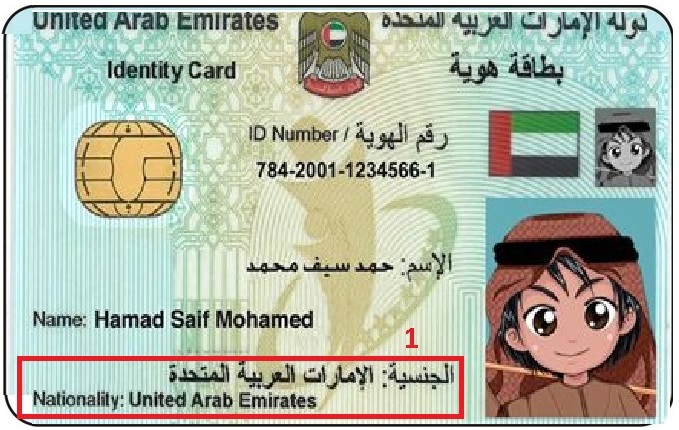 United Arab Emirates
دولة الإمارات العربية المتحدة
Identity Card
بطاقة هوية
ID Number / رقم الهوية
784-2001-1234566-1
الإسم: حمد سيف محمد
Name: Hamad Saif Mohamed
1
الجنسية: الإمارات العربية المتحدة
Nationality: United Arab Emirates